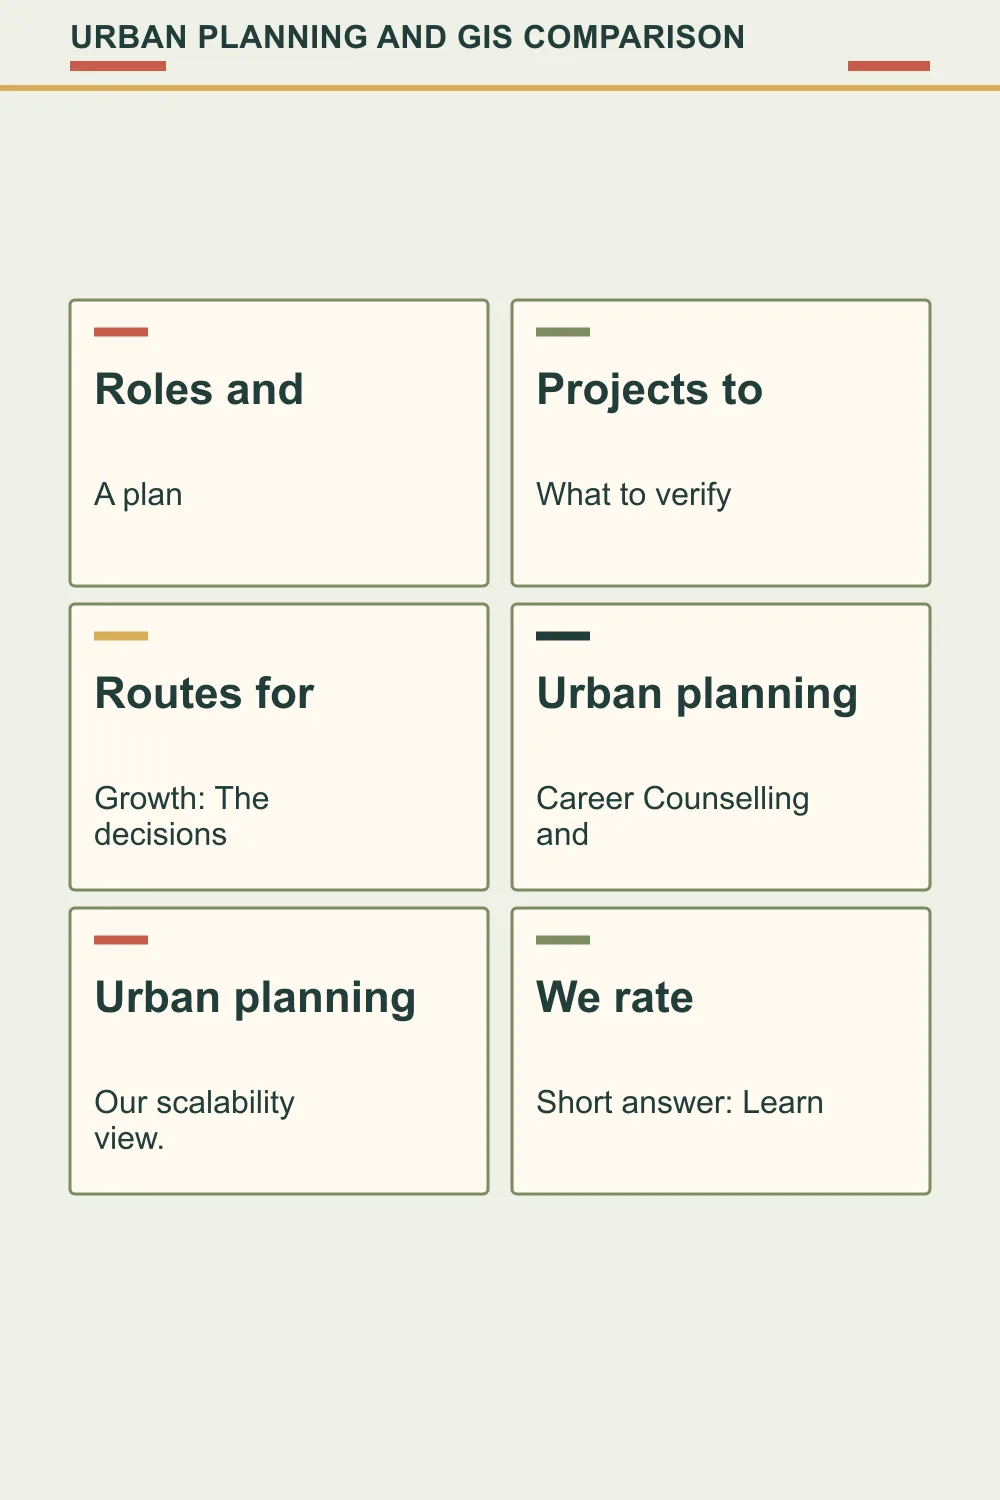 URBAN PLANNING AND GIS COMPARISON
Roles and
A plan
Projects to
What to verify
Routes for
Growth: The
decisions
Urban planning
Career Counselling
and
Urban planning
Our scalability
view.
We rate
Short answer: Learn